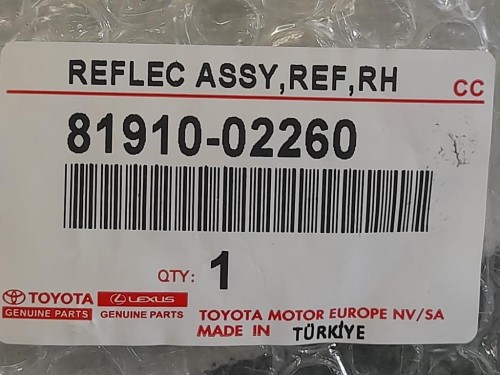 REFLEC ASSY,REF,RH
CC
81910-02260
QTY: 1
TOYOTA
GENUINE PARTS
LEXUS
GENUINE PARTS
TOYOTA MOTOR EUROPE NV/SA
MADE IN TÜRKİYE